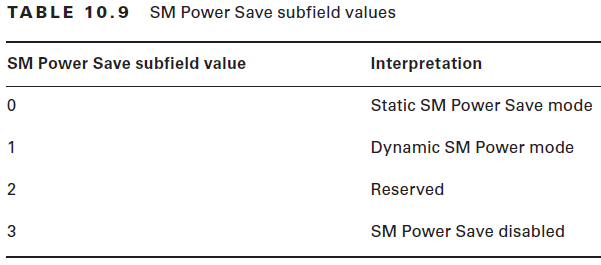 TABLE 10.9 SM Power Save subfield values
SM Power Save subfield value Interpretation
0 Static SM Power Save mode
1 Dynamic SM Power mode
2 Reserved
3 SM Power Save disabled